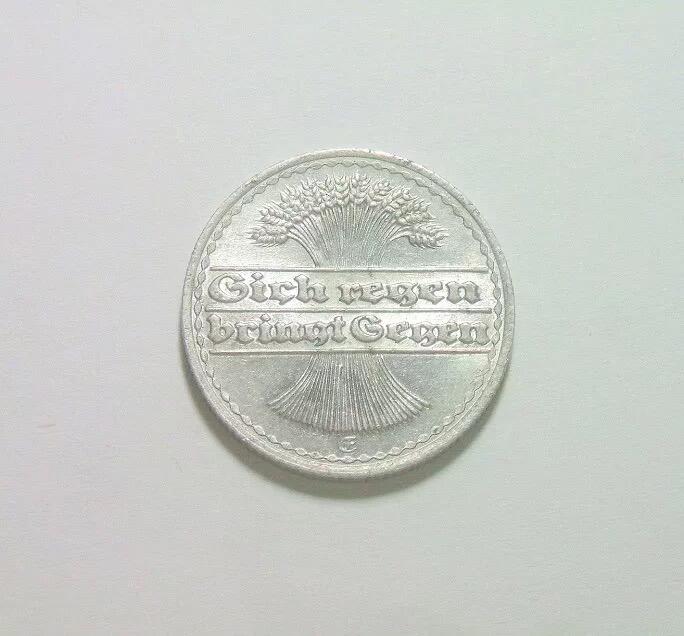 Sich regen
bringt Segen
E